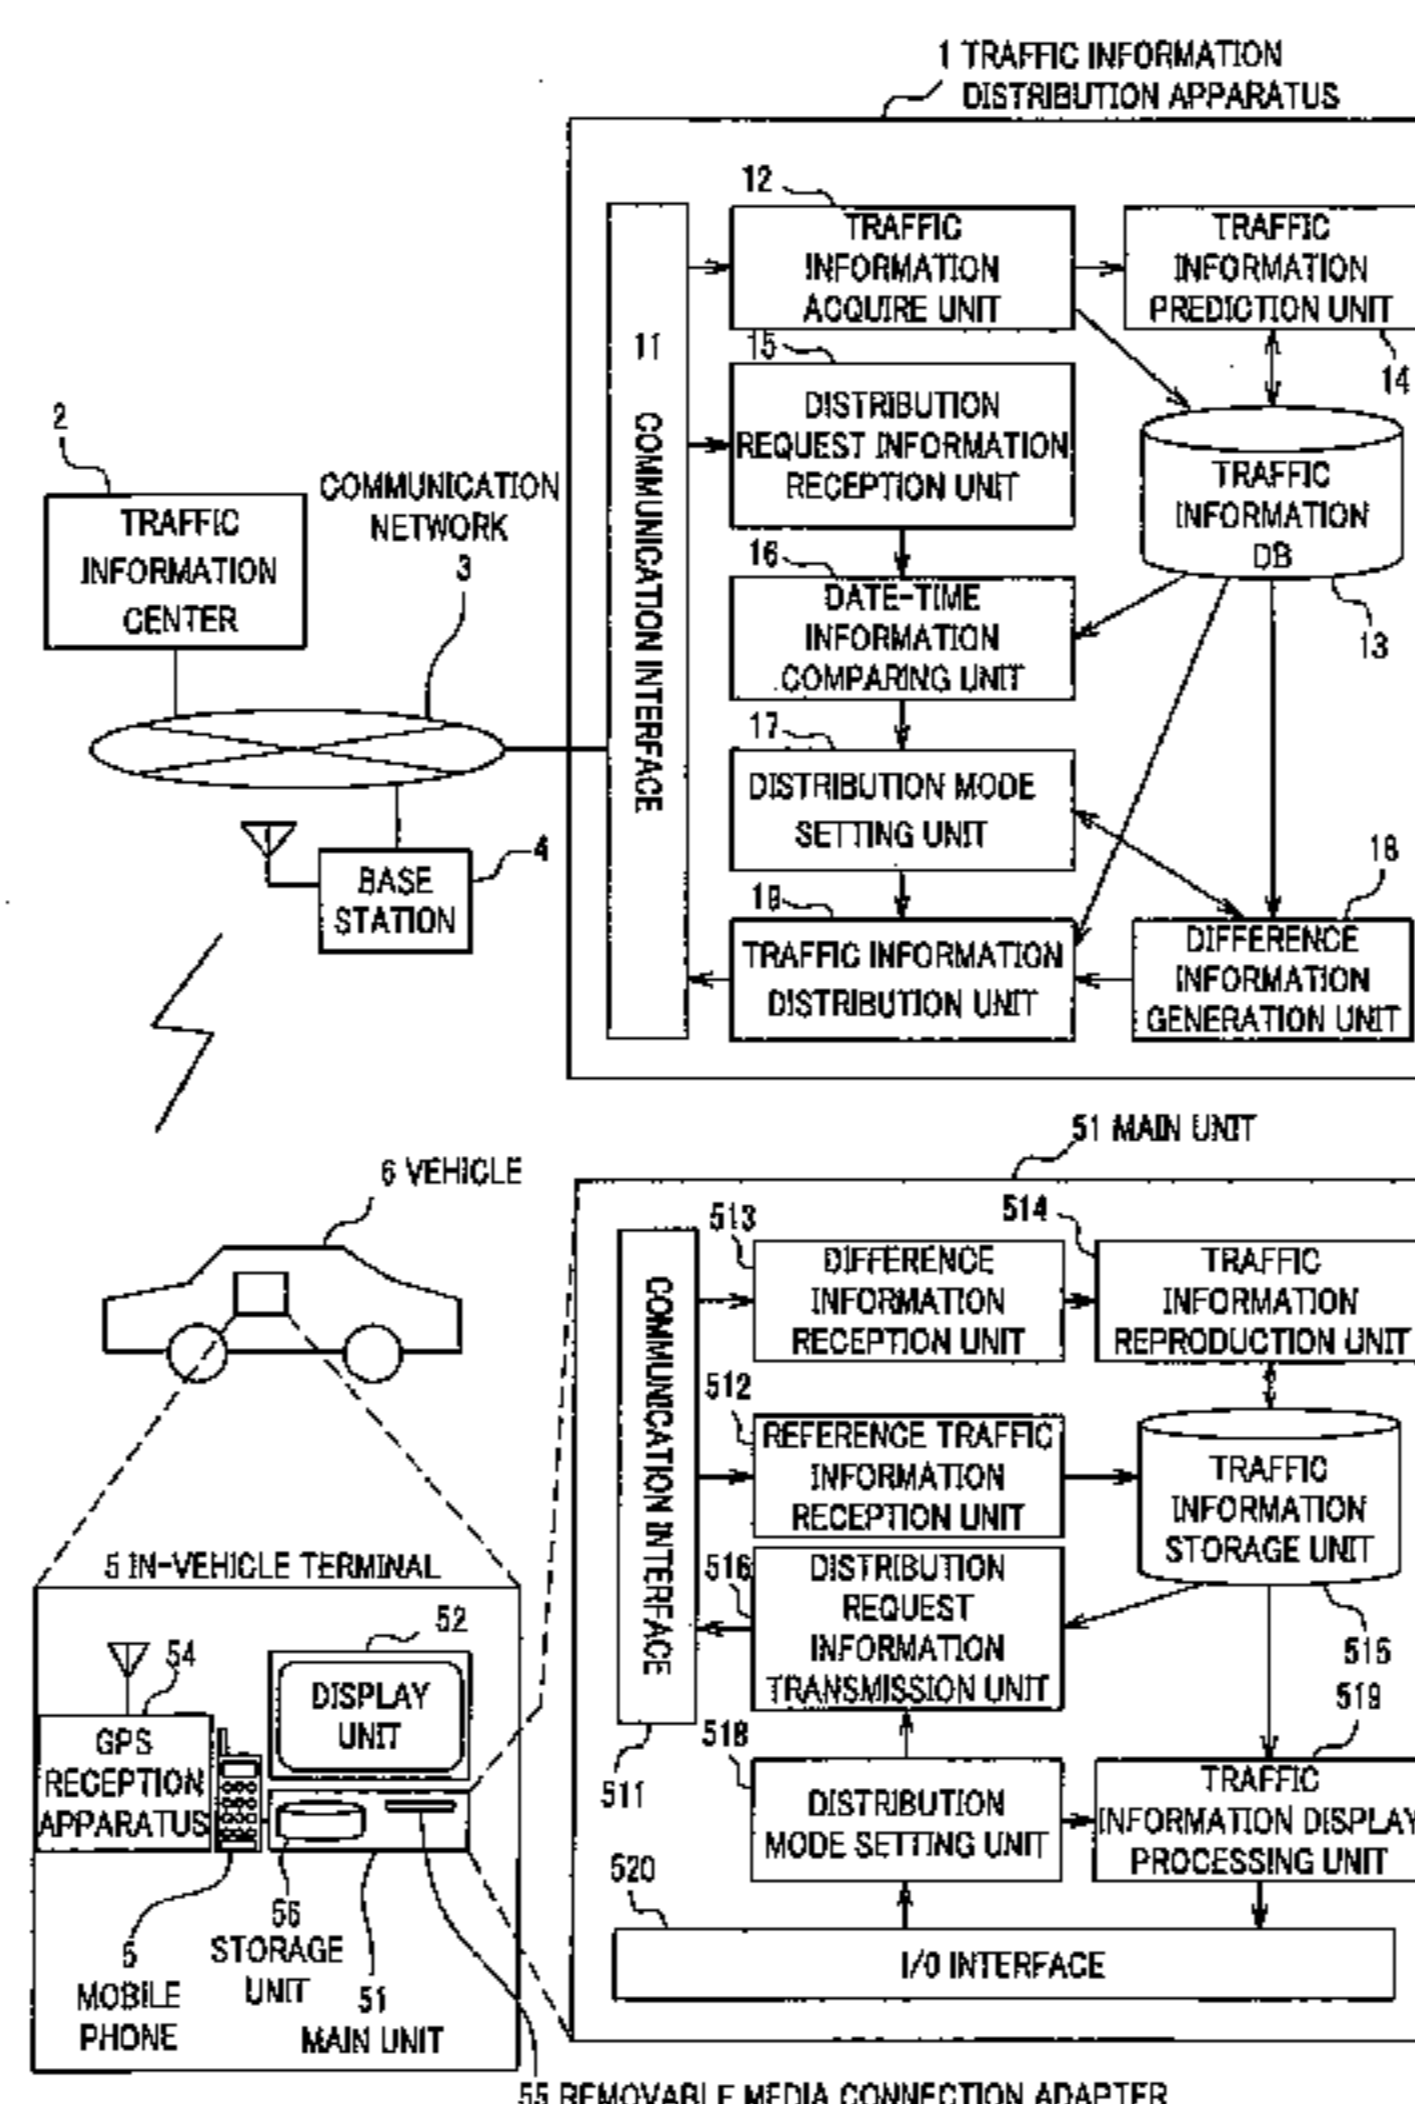 1 TRAFFIC INFORMATION
DISTRIBUTION APPARATUS
12
TRAFFIC
INFORMATION
ACQUIRE UNIT
TRAFFIC
INFORMATION
PREDICTION UNIT
14
11 COMMUNICATION INTERFACE
15
DISTRIBUTION
REQUEST INFORMATION
RECEPTION UNIT
TRAFFIC
INFORMATION
DB
13
2
TRAFFIC
INFORMATION
CENTER
COMMUNICATION
NETWORK
3
16
DATE-TIME
INFORMATION
COMPARING UNIT
17
DISTRIBUTION MODE
SETTING UNIT
4
BASE
STATION
18
DIFFERENCE
INFORMATION
GENERATION UNIT
19
TRAFFIC INFORMATION
DISTRIBUTION UNIT
51 MAIN UNIT
6 VEHICLE
513
DIFFERENCE
INFORMATION
RECEPTION UNIT
514
TRAFFIC
INFORMATION
REPRODUCTION UNIT
COMMUNICATION INTERFACE
511
512
REFERENCE TRAFFIC
INFORMATION
RECEPTION UNIT
TRAFFIC
INFORMATION
STORAGE UNIT
515
516
DISTRIBUTION
REQUEST
INFORMATION
TRANSMISSION UNIT
518
DISTRIBUTION
MODE SETTING UNIT
519
TRAFFIC
INFORMATION DISPLAY
PROCESSING UNIT
520
I/O INTERFACE
5 IN-VEHICLE TERMINAL
52
DISPLAY
UNIT
54
GPS
RECEPTION
APPARATUS
5
MOBILE
PHONE
56
STORAGE
UNIT
51
MAIN UNIT
55 REMOVABLE MEDIA CONNECTION ADAPTER